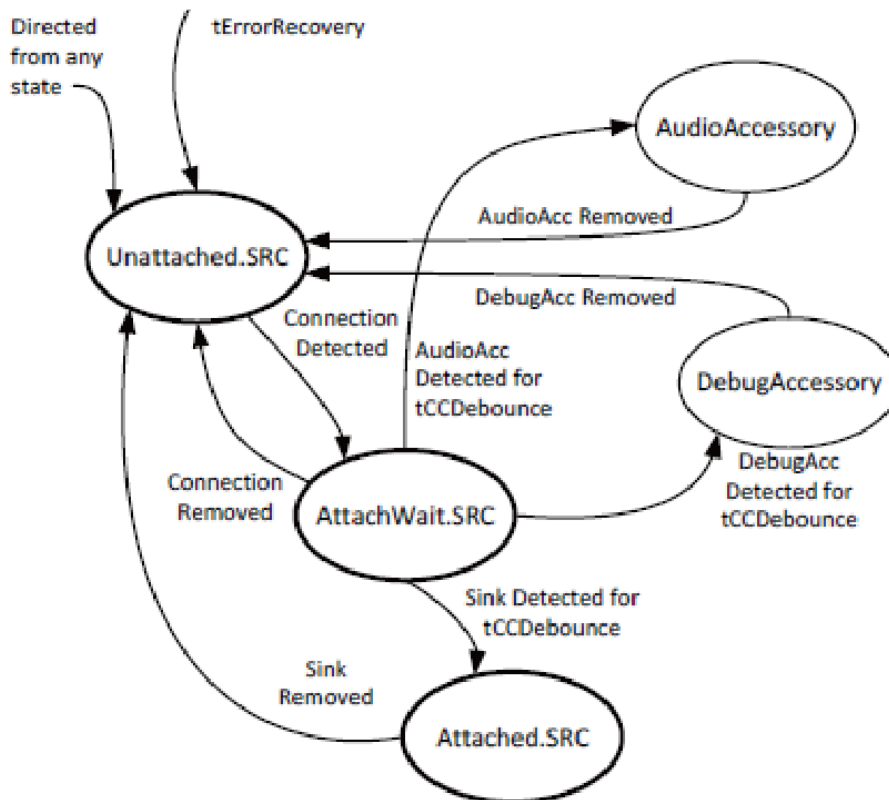 Directed
from any
state
tErrorRecovery
AudioAccessory
AudioAcc Removed
Unattached.SRC
DebugAcc Removed
Connection
Detected
AudioAcc
Detected for
tCCDebounce
DebugAccessory
Connection
Removed
AttachWait.SRC
DebugAcc
Detected for
tCCDebounce
Sink Detected for
tCCDebounce
Sink
Removed
Attached.SRC